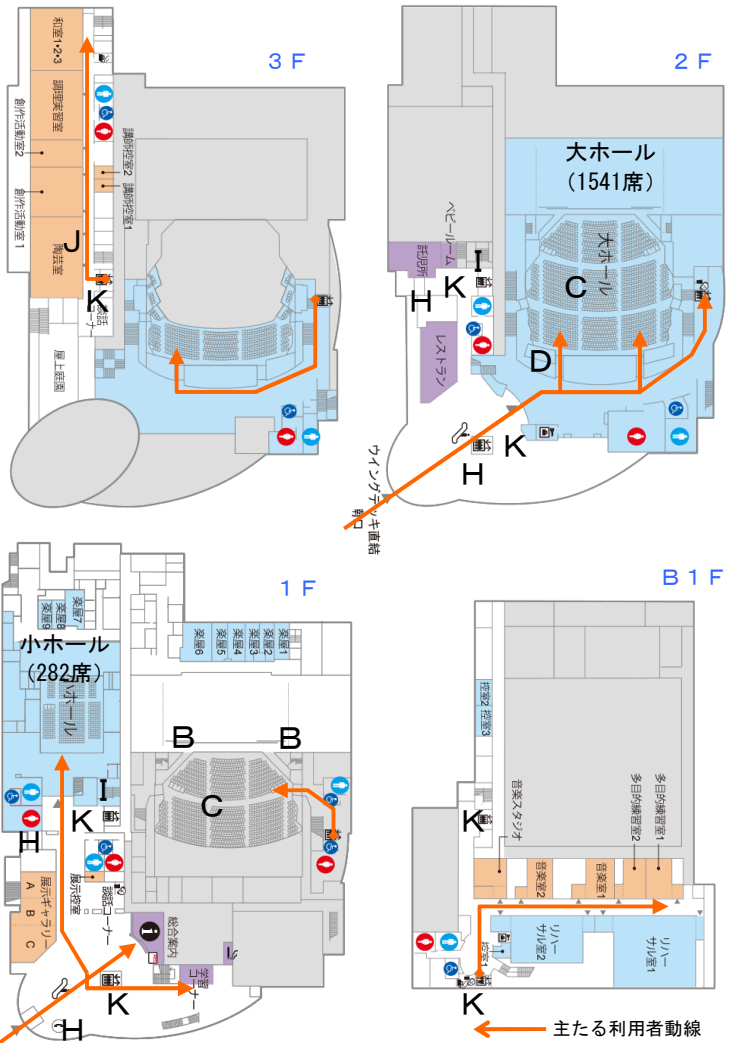 3F
和室1・2・3
調理実習室
創作活動室2
創作活動室1
陶芸室
講師控室2
講師控室1
J
K
談話
コーナー
屋上庭園
2F
大ホール
(1541席)
大ホール
ベビールーム
託児所
I
C
H
K
レストラン
D
K
H
ウイングデッキ直結
1F
楽屋7
楽屋8
楽屋9
小ホール
(282席)
小ホール
楽屋6
楽屋5
楽屋4
楽屋3
楽屋2
楽屋1
B
B
I
C
K
H
展示控室
談話コーナー
展示ギャラリー
A
B
C
総合案内
i
学習
コーナー
K
H
B1F
控室2
控室3
音楽スタジオ
多目的練習室2
多目的練習室1
K
音楽室2
音楽室1
控室1
リハー
サル室2
リハー
サル室1
K
主たる利用者動線